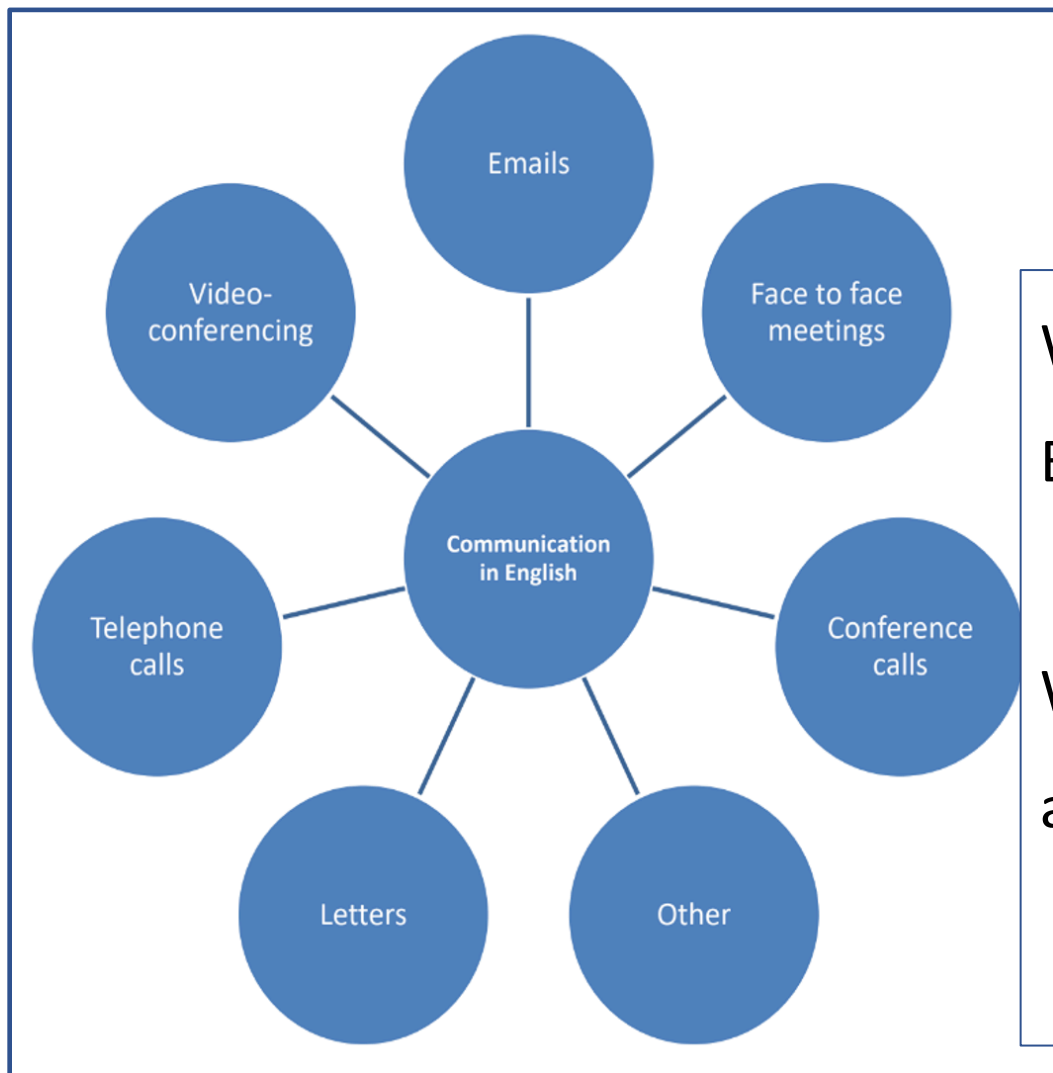 Emails
Video-
conferencing
Face to face
meetings
Communication
in English
Telephone
calls
Conference
calls
Letters
Other